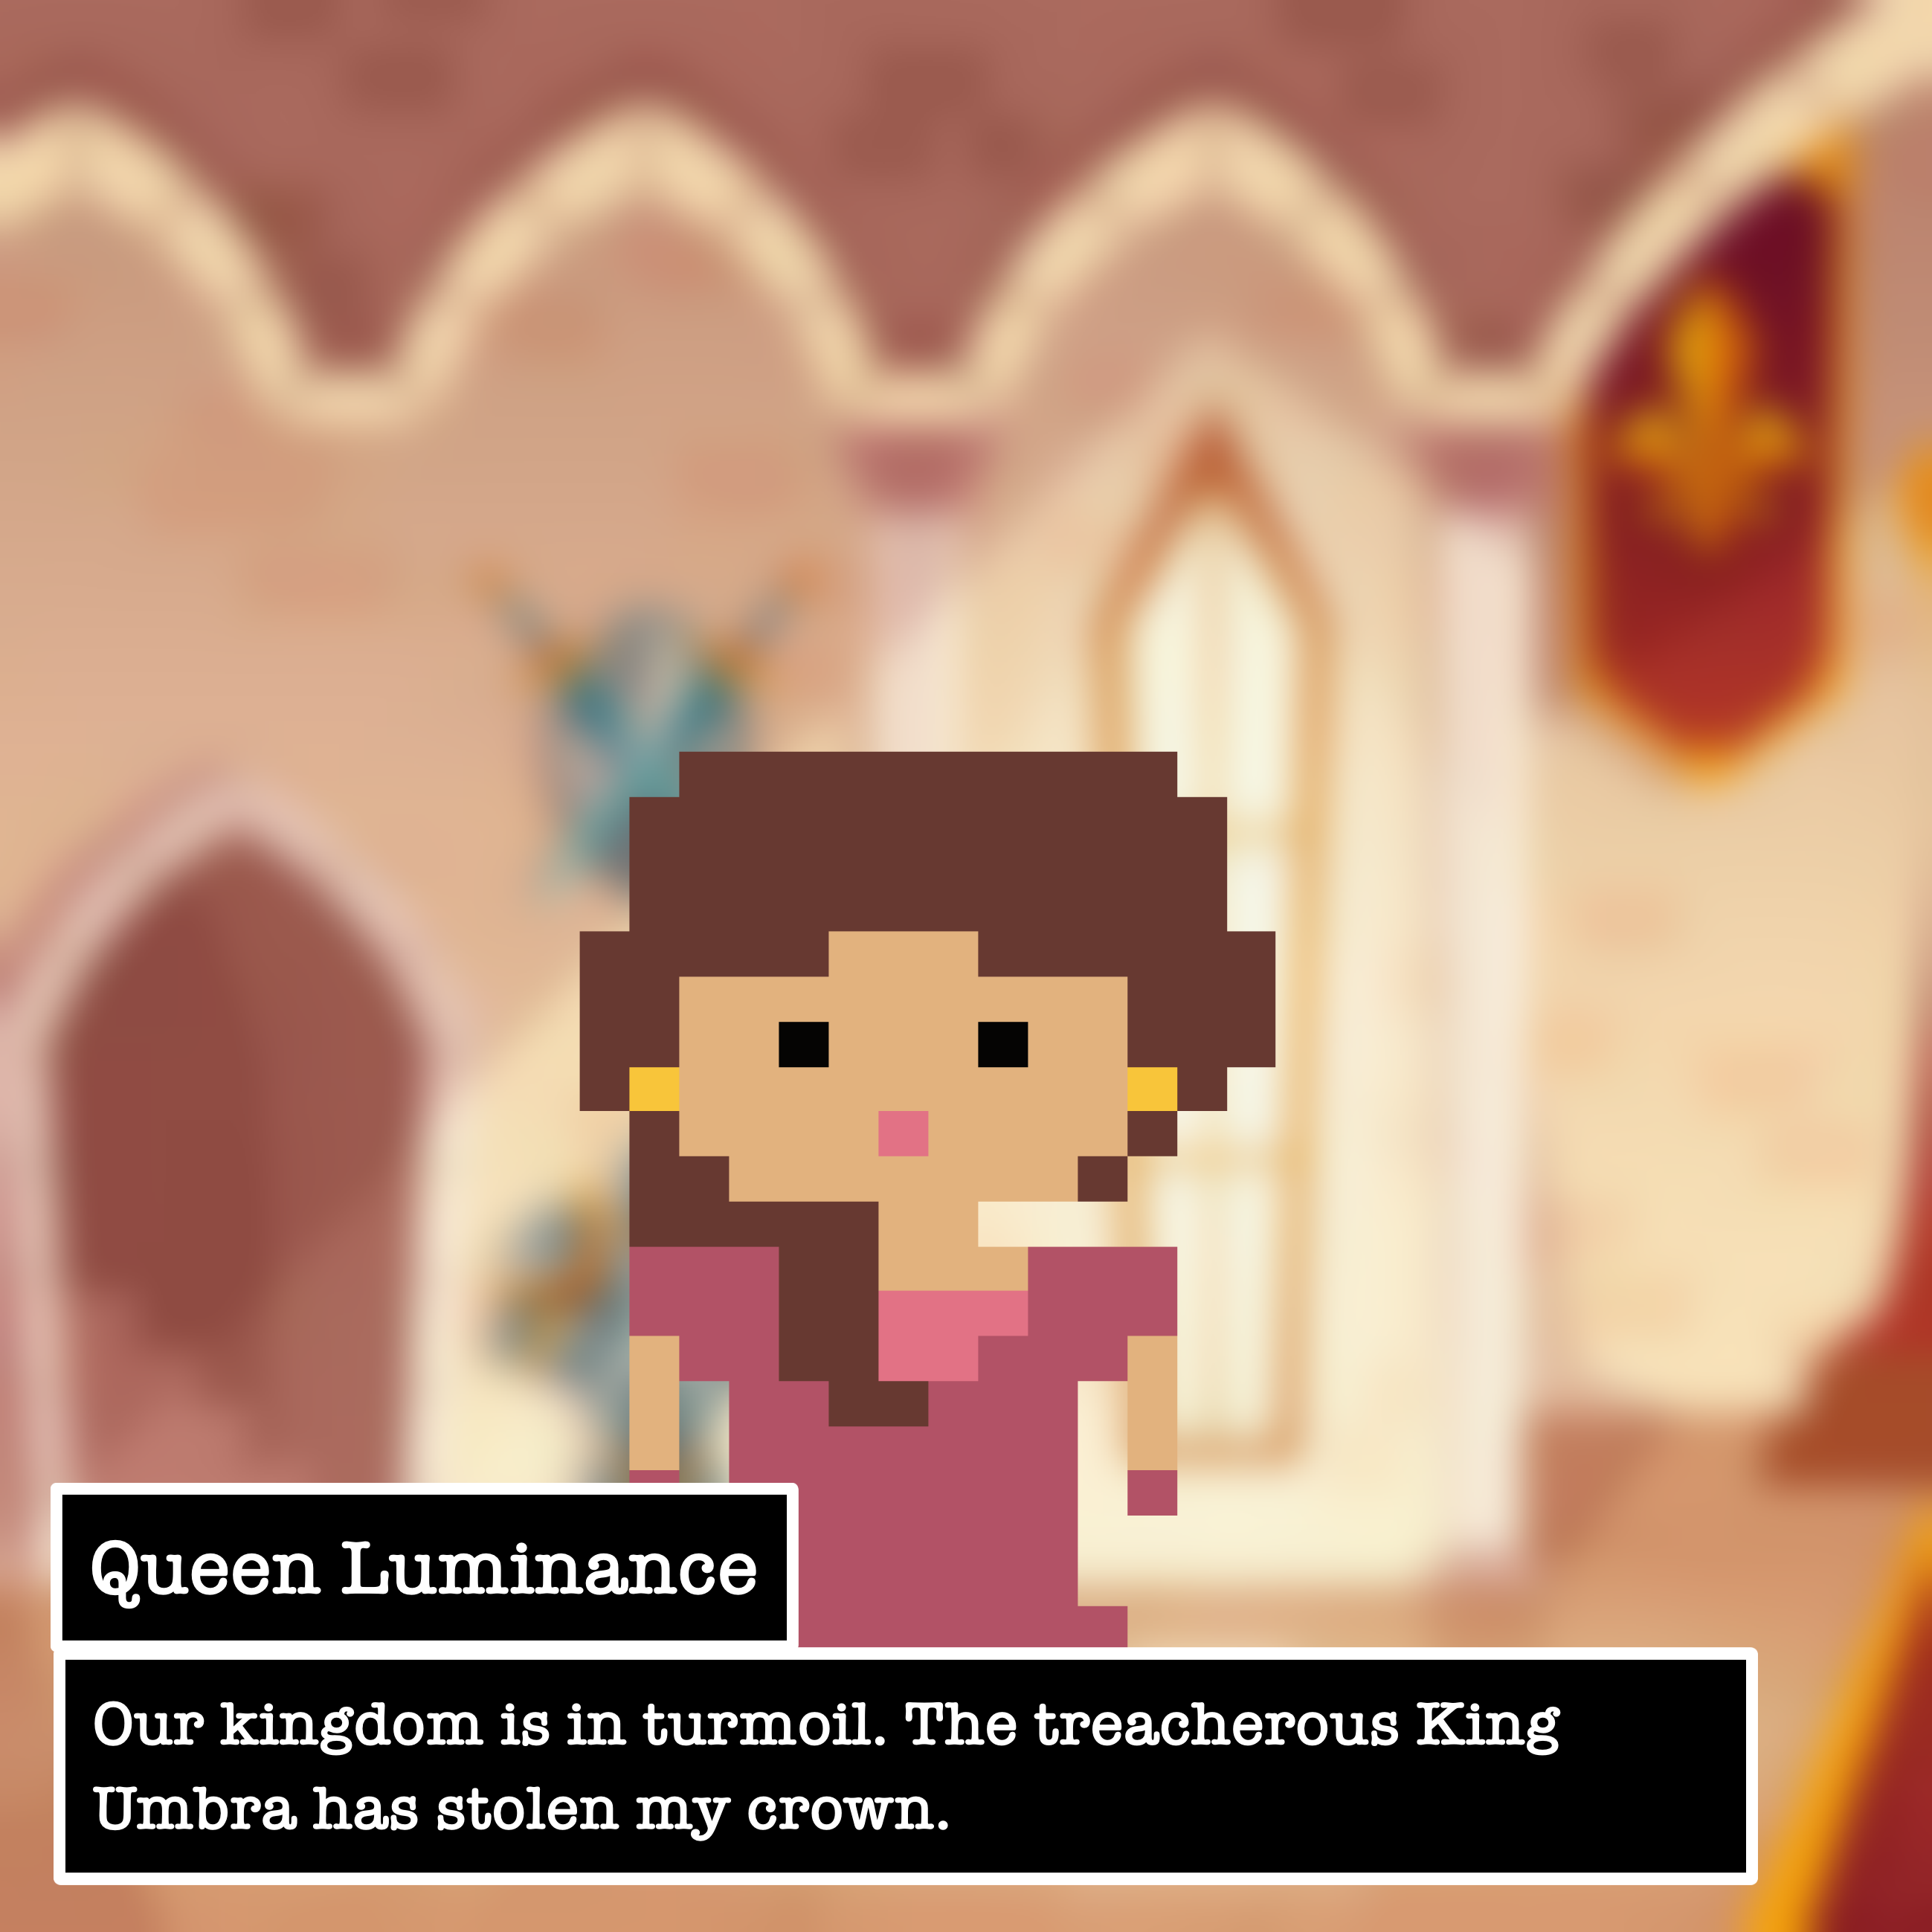 Queen Luminance
Our kingdom is in turmoil. The treacherous King
Umbra has stolen my crown.